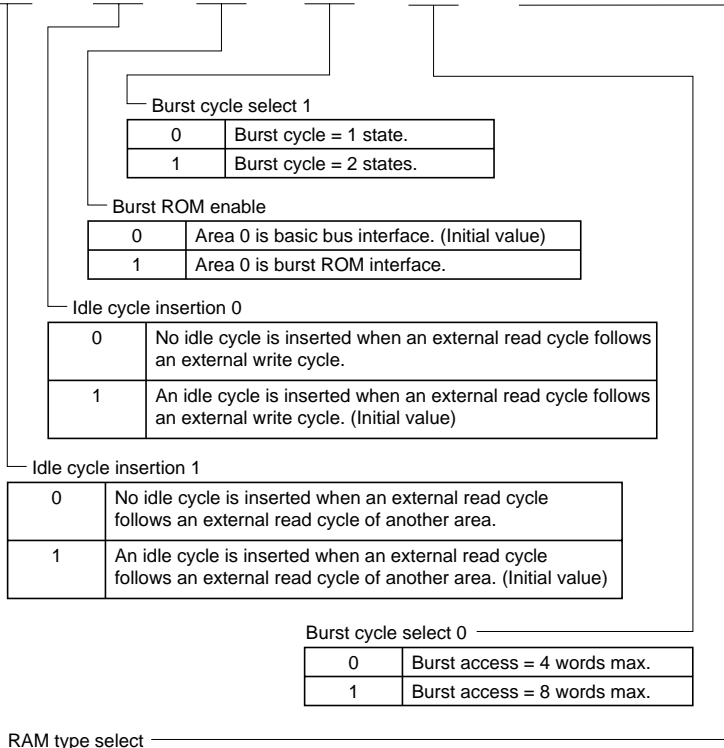 Burst cycle select 1
0 Burst cycle = 1 state.
1 Burst cycle = 2 states.
Burst ROM enable
0 Area 0 is basic bus interface. (Initial value)
1 Area 0 is burst ROM interface.
Idle cycle insertion 0
0 No idle cycle is inserted when an external read cycle follows
an external write cycle.
1 An idle cycle is inserted when an external read cycle follows
an external write cycle. (Initial value)
Idle cycle insertion 1
0 No idle cycle is inserted when an external read cycle
follows an external read cycle of another area.
1 An idle cycle is inserted when an external read cycle
follows an external read cycle of another area. (Initial value)
Burst cycle select 0
0 Burst access = 4 words max.
1 Burst access = 8 words max.
RAM type select